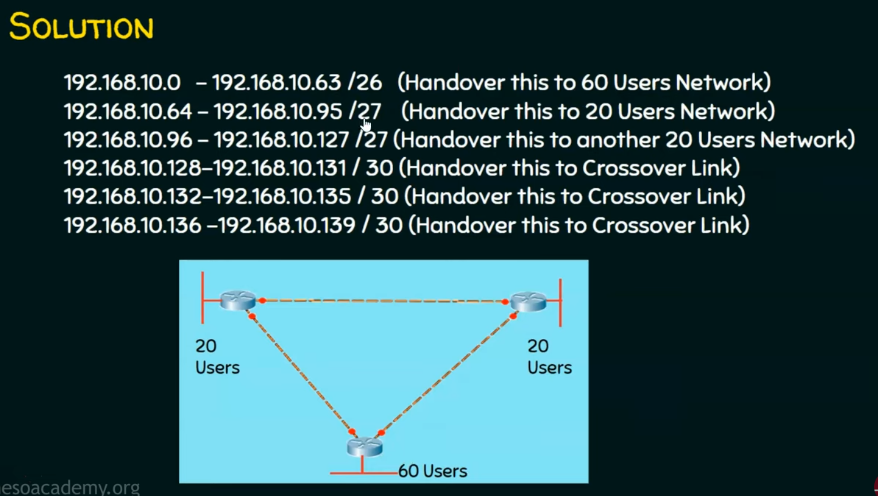 SOLUTION
192.168.10.0 – 192.168.10.63 /26 (Handover this to 60 Users Network)
192.168.10.64 – 192.168.10.95 /27 (Handover this to 20 Users Network)
192.168.10.96 – 192.168.10.127 /27 (Handover this to another 20 Users Network)
192.168.10.128–192.168.10.131 / 30 (Handover this to Crossover Link)
192.168.10.132–192.168.10.135 / 30 (Handover this to Crossover Link)
192.168.10.136 –192.168.10.139 / 30 (Handover this to Crossover Link)
20
Users
20
Users
60 Users
nesoacademy.org